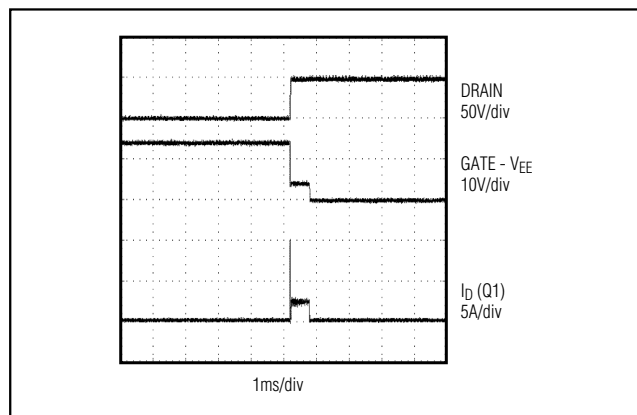 DRAIN
50V/div
GATE - VEE
10V/div
ID (Q1)
5A/div
1ms/div